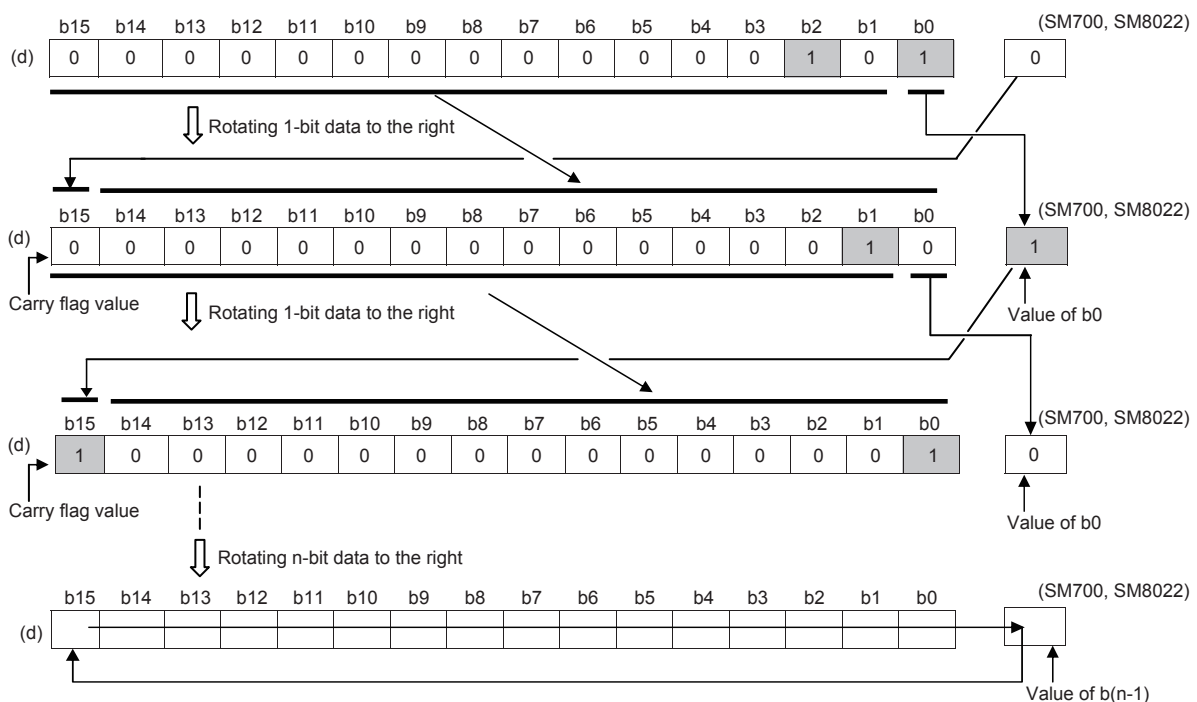 b15 b14 b13 b12 b11 b10 b9 b8 b7 b6 b5 b4 b3 b2 b1 b0 (SM700, SM8022)
(d) 0 0 0 0 0 0 0 0 0 0 0 0 0 1 0 1 0
Rotating 1-bit data to the right
b15 b14 b13 b12 b11 b10 b9 b8 b7 b6 b5 b4 b3 b2 b1 b0 (SM700, SM8022)
(d) 0 0 0 0 0 0 0 0 0 0 0 0 0 0 1 0 1
Carry flag value
Rotating 1-bit data to the right
Value of b0
b15 b14 b13 b12 b11 b10 b9 b8 b7 b6 b5 b4 b3 b2 b1 b0 (SM700, SM8022)
(d) 1 0 0 0 0 0 0 0 0 0 0 0 0 0 0 1 0
Carry flag value
Value of b0
Rotating n-bit data to the right
b15 b14 b13 b12 b11 b10 b9 b8 b7 b6 b5 b4 b3 b2 b1 b0 (SM700, SM8022)
(d)
Value of b(n-1)